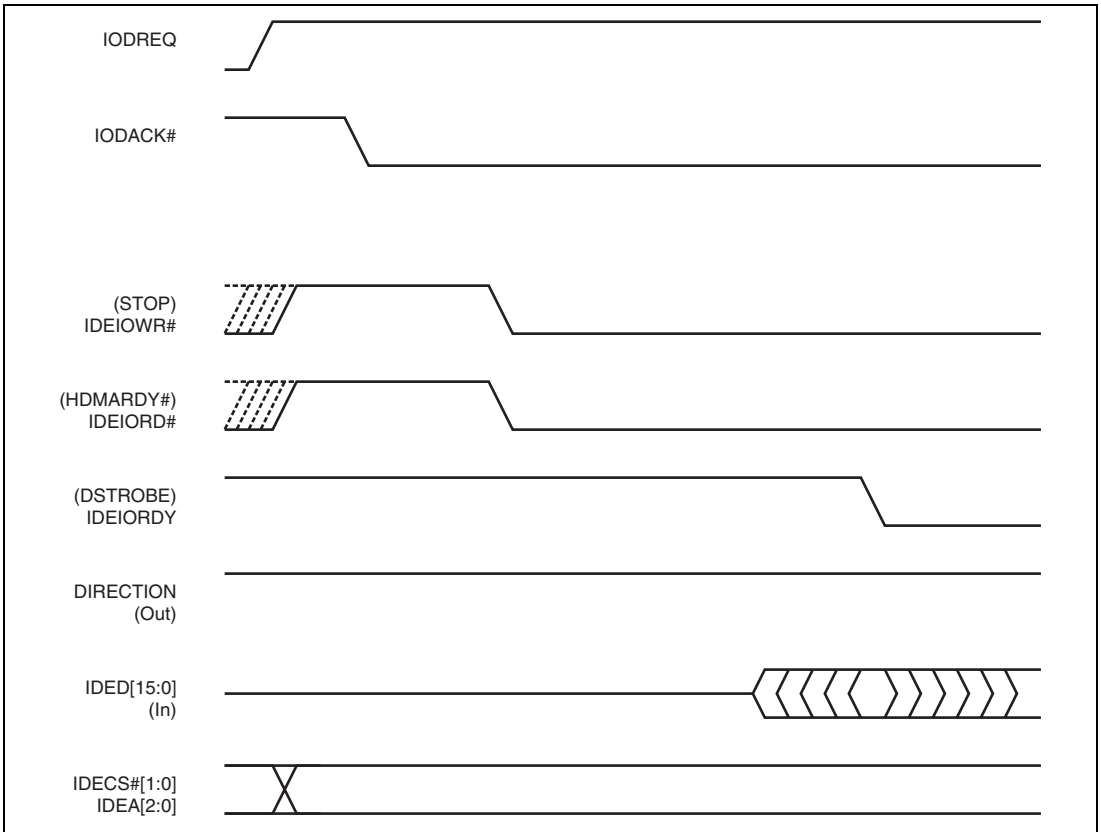 IODREQ
IODACK#
(STOP)
IDEIOWR#
(HDMARDY#)
IDEIORD#
(DSTROBE)
IDEIORDY
DIRECTION
(Out)
IDED[15:0]
(In)
IDECS#[1:0]
IDEA[2:0]